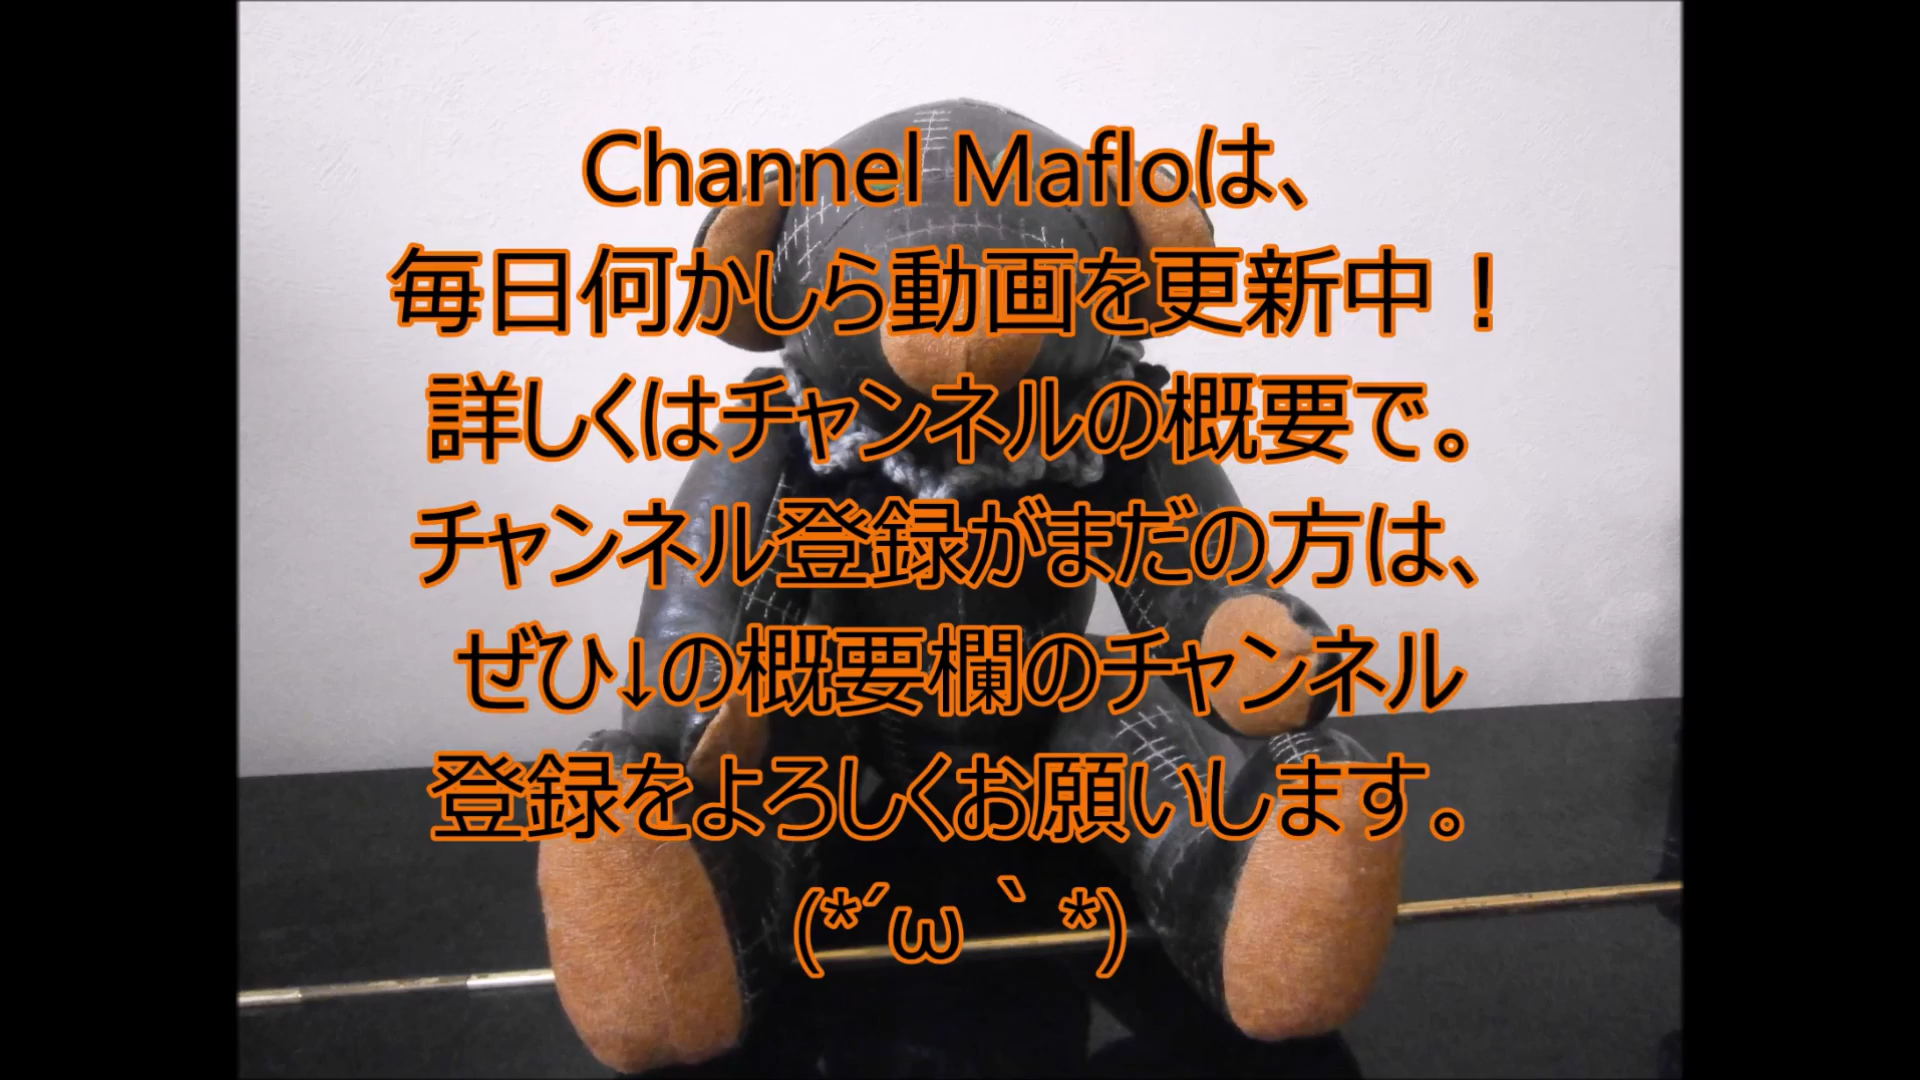 Channel Mafloは、
毎日何かしら動画を更新中！
詳しくはチャンネルの概要で。
チャンネル登録がまだの方は、
ぜひ↓の概要欄のチャンネル
登録をよろしくお願いします。
(*´ω｀*)